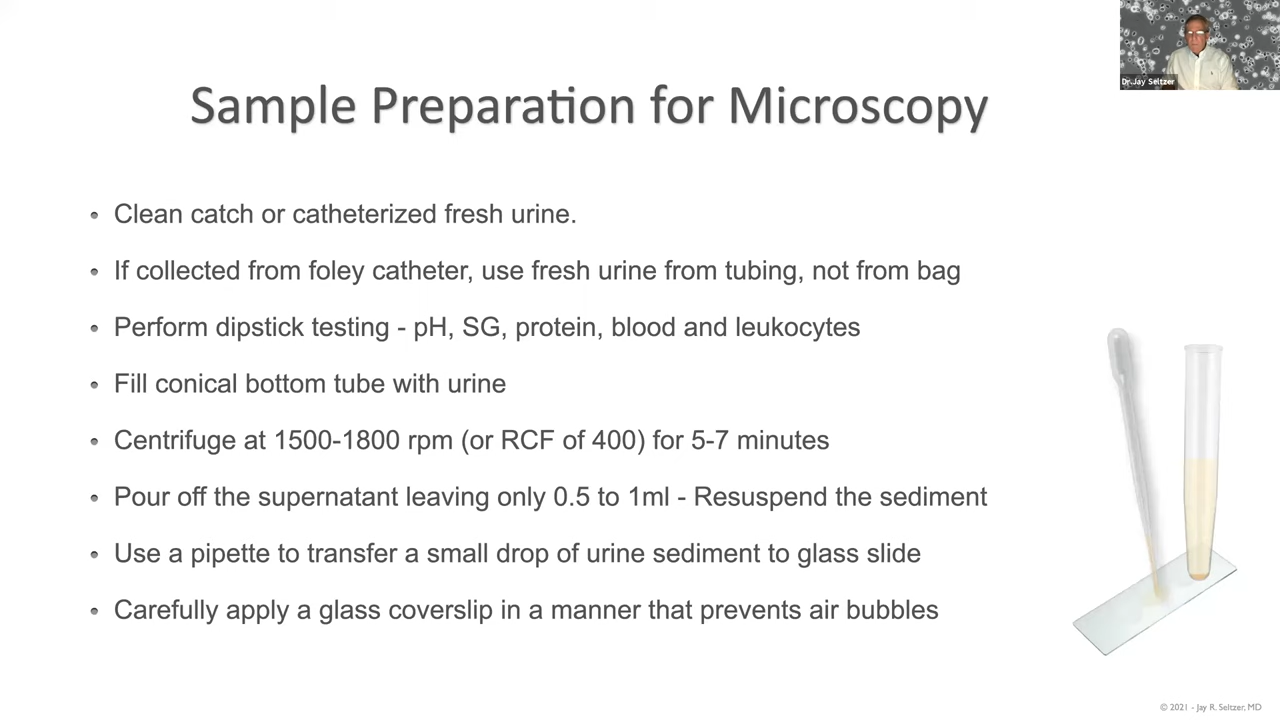 Dr.Jay Seltzer
Sample Preparation for Microscopy
• Clean catch or catheterized fresh urine.
• If collected from foley catheter, use fresh urine from tubing, not from bag
• Perform dipstick testing - pH, SG, protein, blood and leukocytes
• Fill conical bottom tube with urine
• Centrifuge at 1500-1800 rpm (or RCF of 400) for 5-7 minutes
• Pour off the supernatant leaving only 0.5 to 1ml - Resuspend the sediment
• Use a pipette to transfer a small drop of urine sediment to glass slide
• Carefully apply a glass coverslip in a manner that prevents air bubbles
© 2021 - Jay R. Seltzer, MD